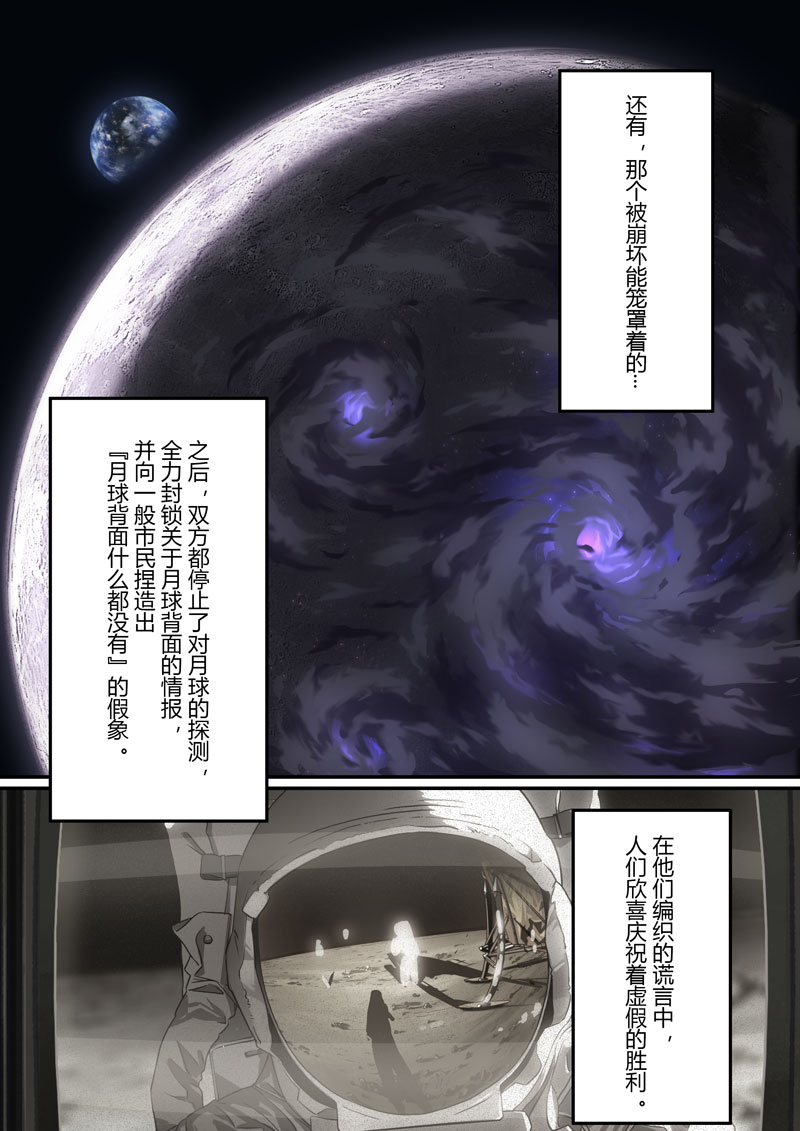 还有，那个被崩坏能笼罩着的…
之后，双方都停止了对月球的探测，
全力封锁关于月球背面的情报，
并向一般市民捏造出
『月球背面什么都没有』的假象。
在他们编织的谎言中，
人们欣喜庆祝着虚假的胜利。